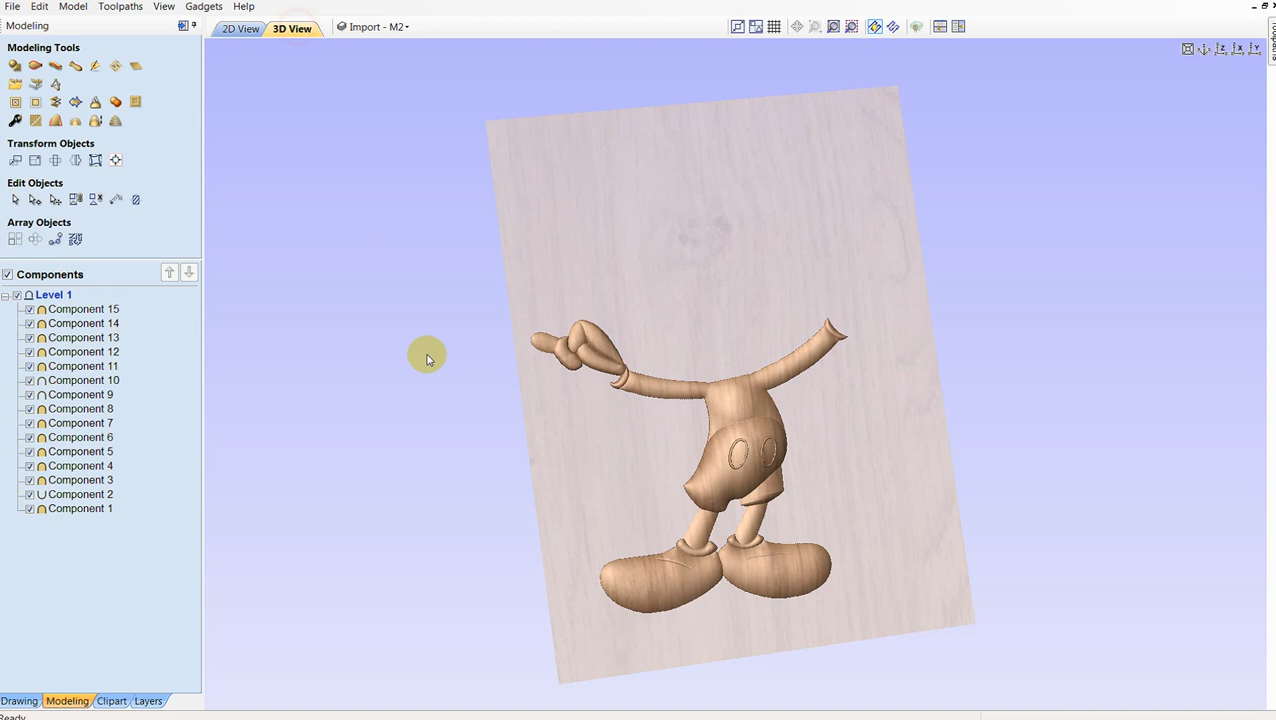 File Edit Model Toolpaths View Gadgets Help
Modeling
2D View 3D View Import - M2
Modeling Tools
Transform Objects
Edit Objects
Array Objects
Components
Level 1
Component 15
Component 14
Component 13
Component 12
Component 11
Component 10
Component 9
Component 8
Component 7
Component 6
Component 5
Component 4
Component 3
Component 2
Component 1
Drawing Modeling Clipart Layers
Ready